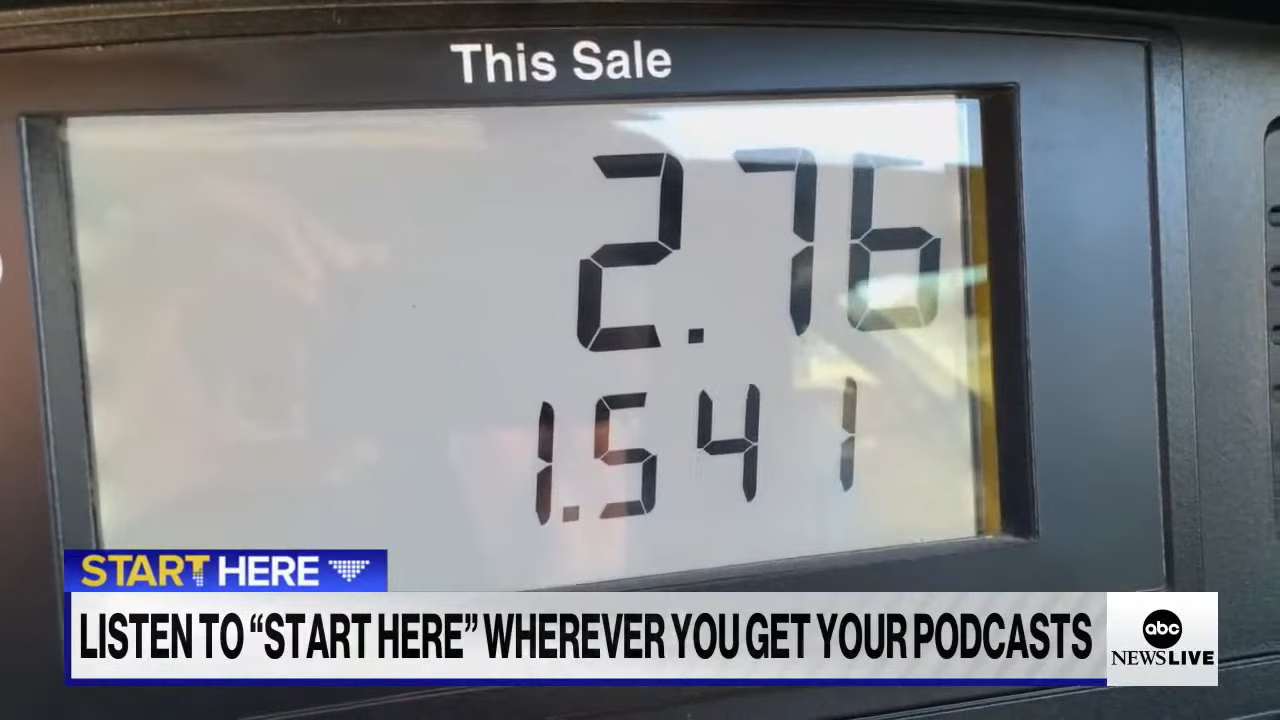 This Sale
2.76
1.541
START HERE
LISTEN TO “START HERE” WHEREVER YOU GET YOUR PODCASTS
abc
NEWSLIVE